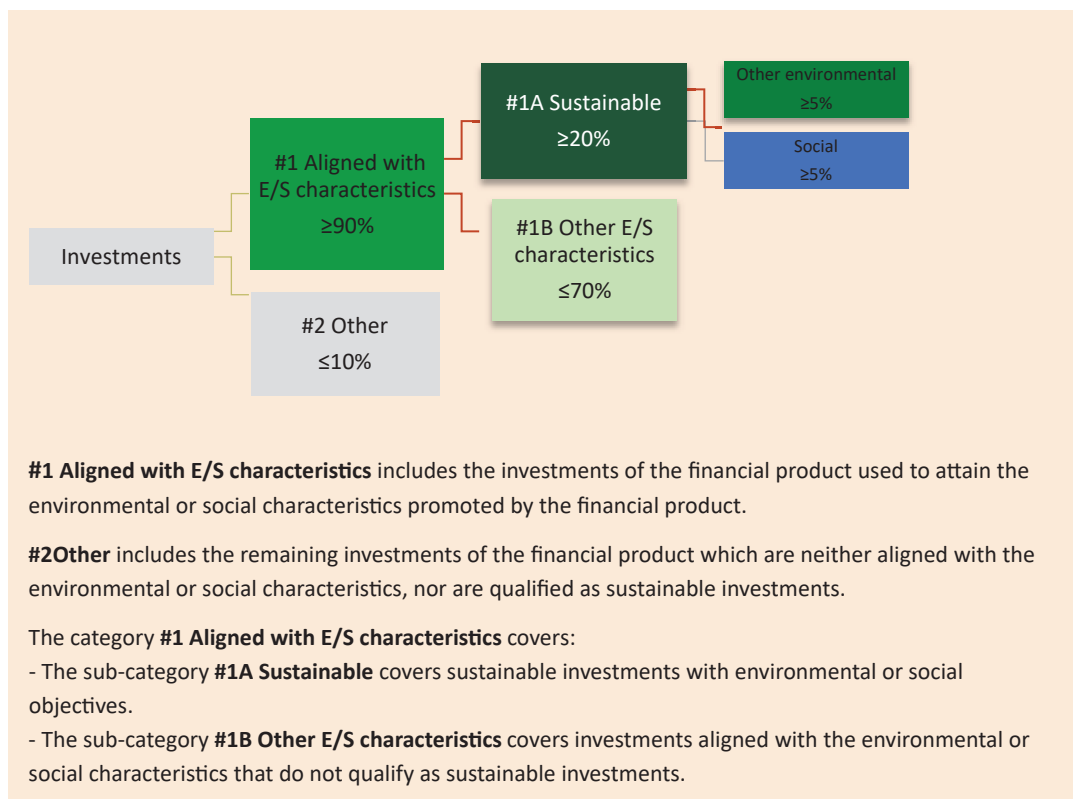 Investments
#1 Aligned with
E/S characteristics
≥90%
#2 Other
≤10%
#1A Sustainable
≥20%
#1B Other E/S
characteristics
≤70%
Other environmental
≥5%
Social
≥5%
#1 Aligned with E/S characteristics includes the investments of the financial product used to attain the
environmental or social characteristics promoted by the financial product.
#2Other includes the remaining investments of the financial product which are neither aligned with the
environmental or social characteristics, nor are qualified as sustainable investments.
The category #1 Aligned with E/S characteristics covers:
- The sub-category #1A Sustainable covers sustainable investments with environmental or social
objectives.
- The sub-category #1B Other E/S characteristics covers investments aligned with the environmental or
social characteristics that do not qualify as sustainable investments.